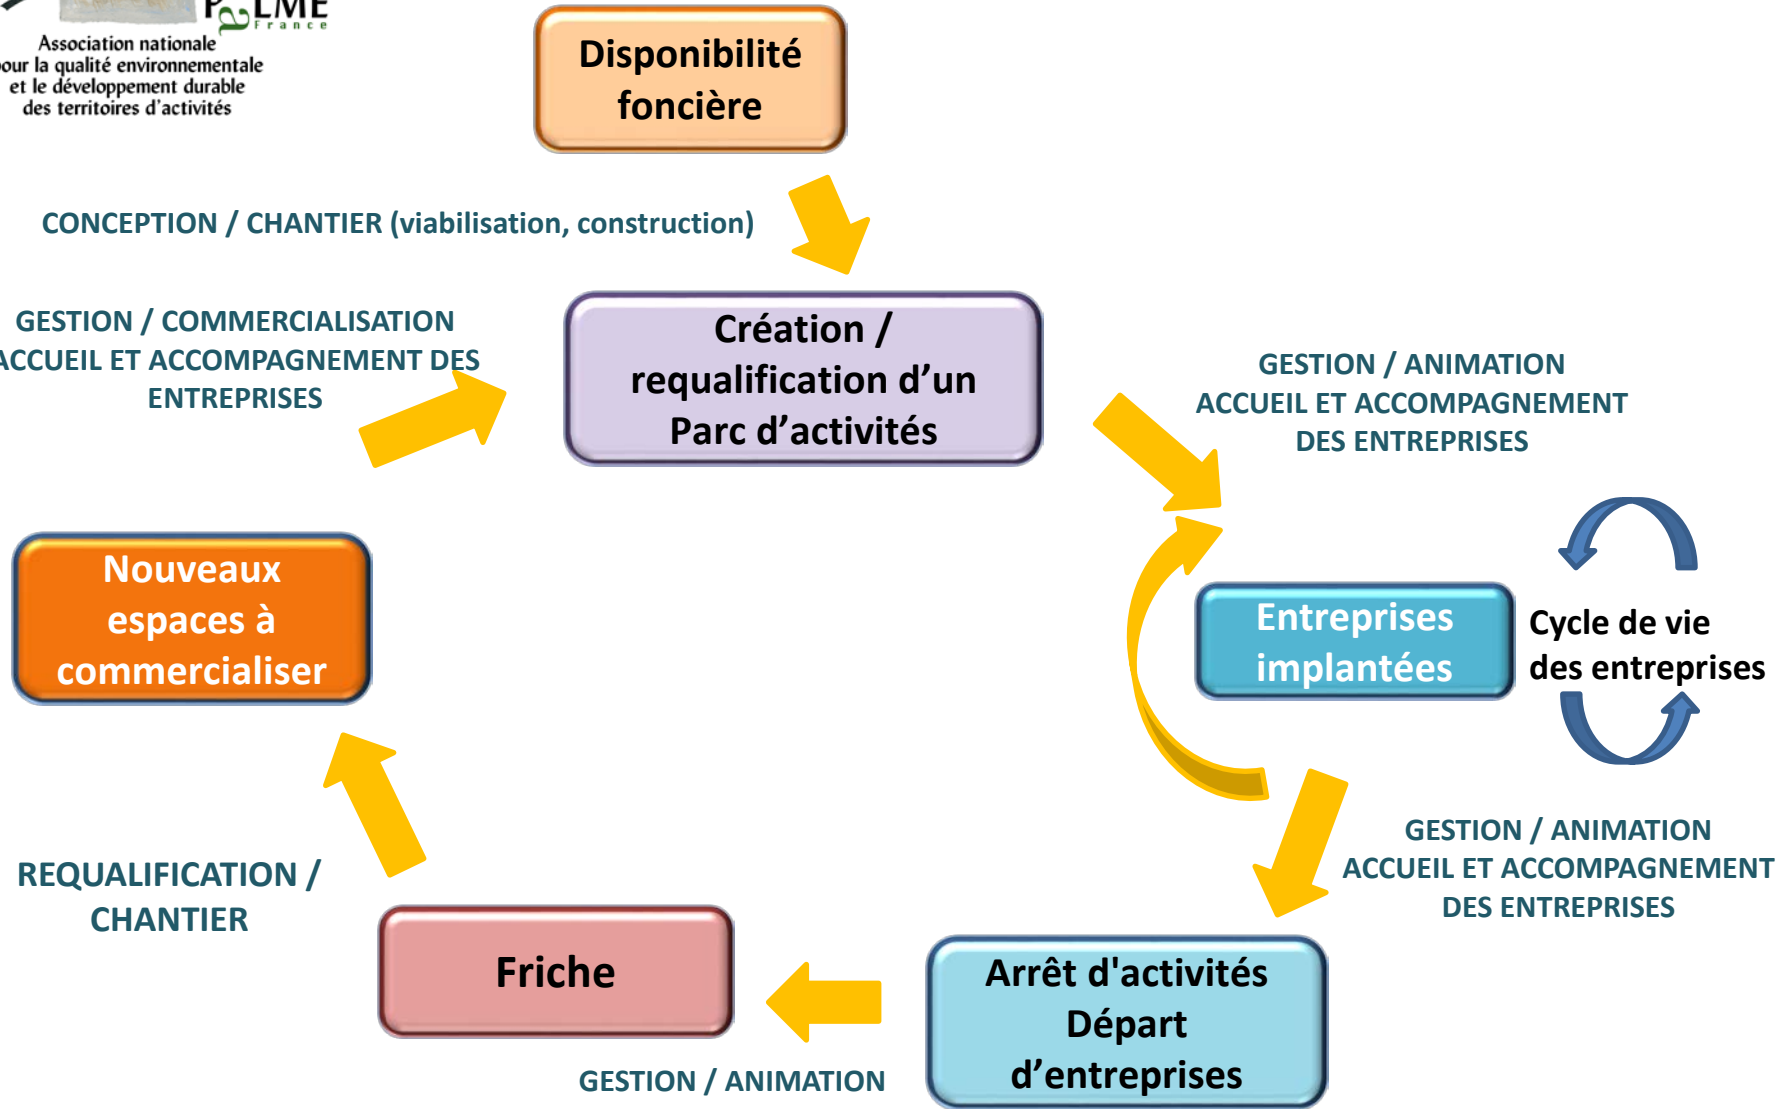 PaLME
France
Association nationale
pour la qualité environnementale
et le développement durable
des territoires d'activités
Disponibilité
foncière
CONCEPTION / CHANTIER (viabilisation, construction)
GESTION / COMMERCIALISATION
ACCUEIL ET ACCOMPAGNEMENT DES
ENTREPRISES
Création /
requalification d’un
Parc d’activités
GESTION / ANIMATION
ACCUEIL ET ACCOMPAGNEMENT
DES ENTREPRISES
Nouveaux
espaces à
commercialiser
Entreprises
implantées
Cycle de vie
des entreprises
GESTION / ANIMATION
ACCUEIL ET ACCOMPAGNEMENT
DES ENTREPRISES
REQUALIFICATION /
CHANTIER
Friche
Arrêt d'activités
Départ
d’entreprises
GESTION / ANIMATION